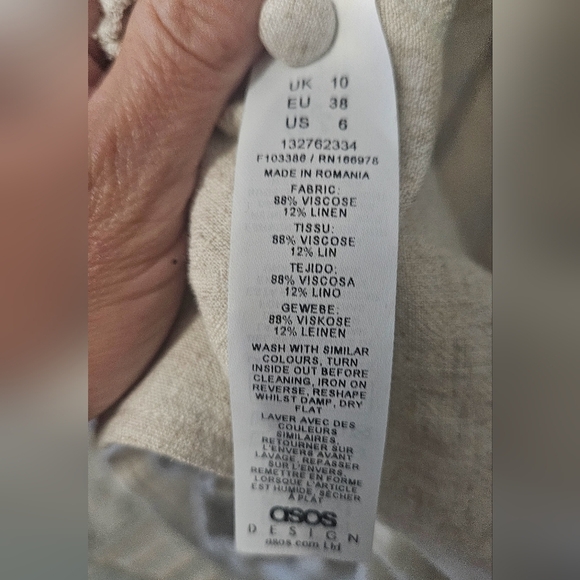 UK 10
EU 38
US 6
132762334
F103386 / RN166978
MADE IN ROMANIA
FABRIC:
88% VISCOSE
12% LINEN
TISSU:
88% VISCOSE
12% LIN
TEJIDO:
88% VISCOSA
12% LINO
GEWEBE:
88% VISKOSE
12% LEINEN
WASH WITH SIMILAR
COLOURS, TURN
INSIDE OUT BEFORE
CLEANING, IRON ON
REVERSE, RESHAPE
WHILST DAMP, DRY
FLAT
LAVER AVEC DES
COULEURS
SIMILAIRES,
RETOURNER SUR
L'ENVERS AVANT
LAVAGE, REPASSER
SUR L'ENVERS,
REMETTRE EN FORME
LORSQUE L'ARTICLE
EST HUMIDE, SÉCHER
À PLAT
asos
DESIGN
asos.com Ltd